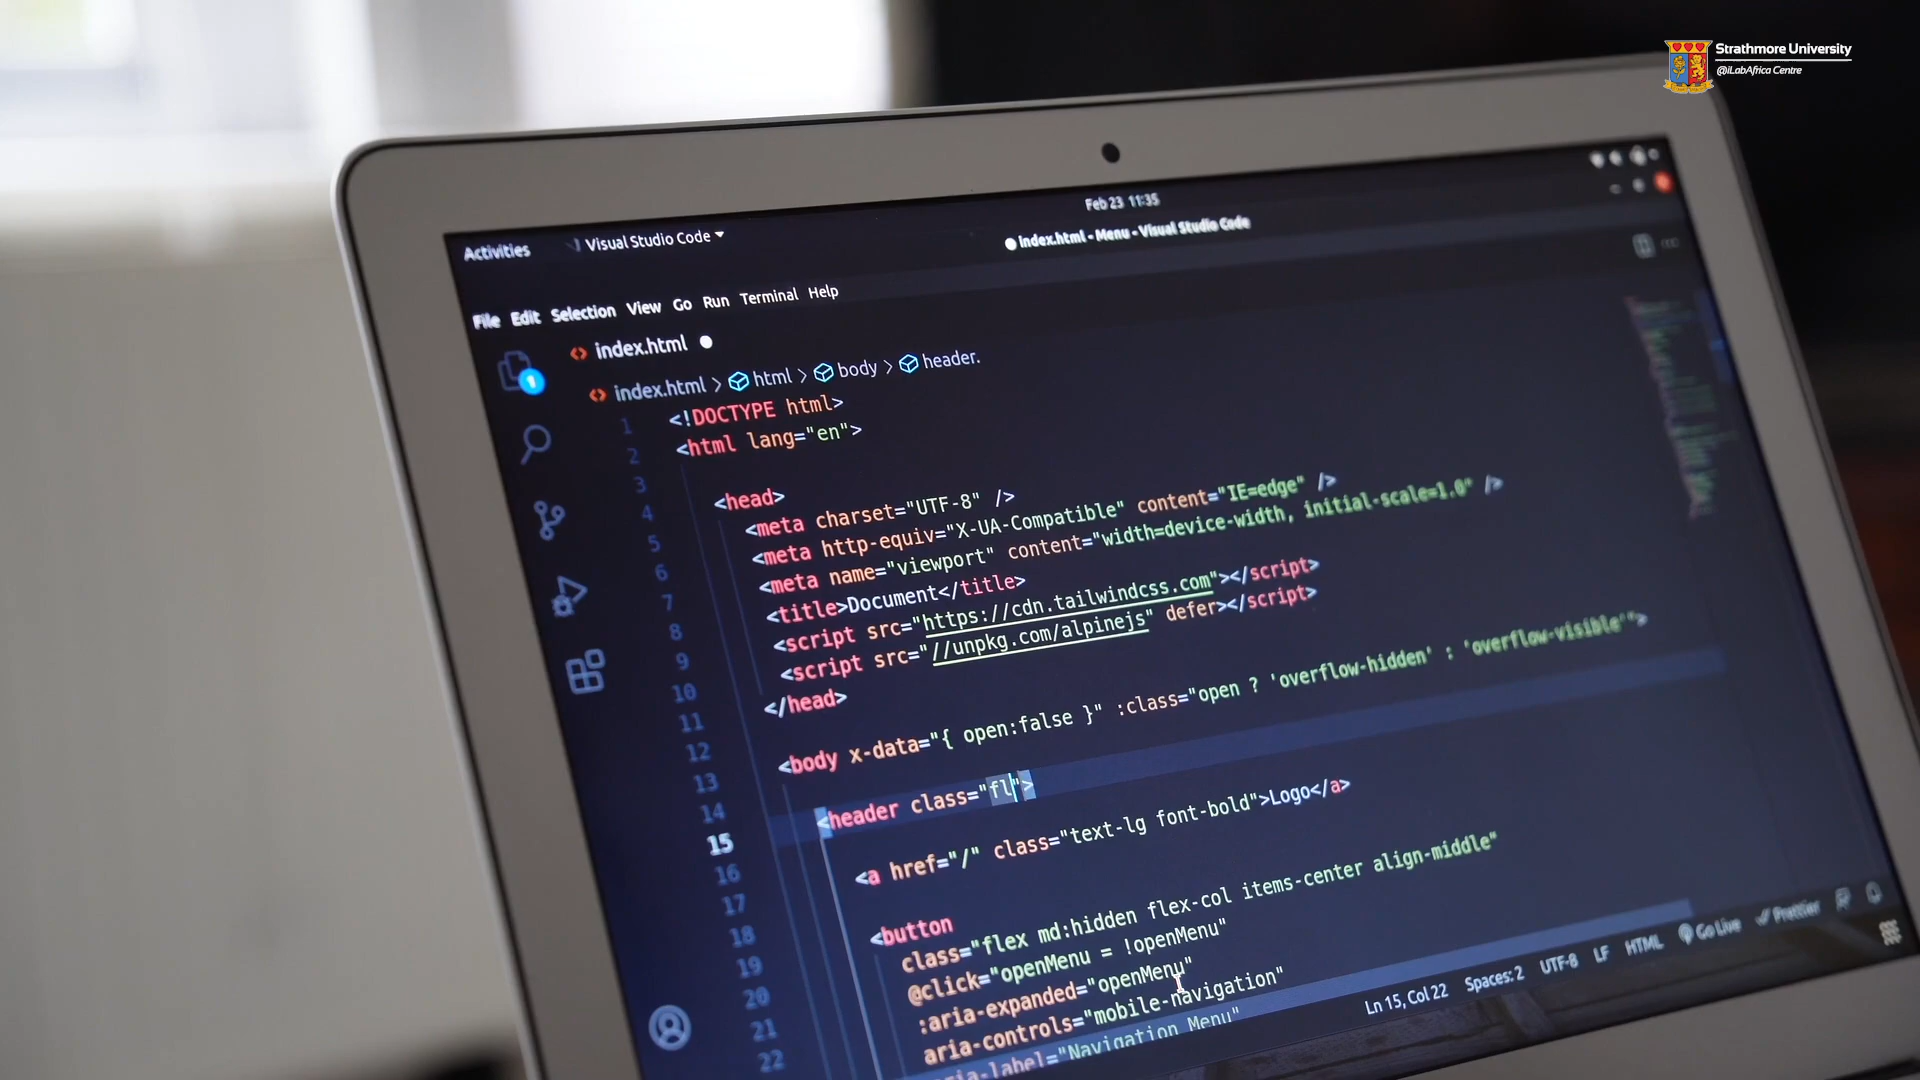 Strathmore University
@iLabAfrica Centre
Feb 23 11:35
Activities
Visual Studio Code
index.html - Menu - Visual Studio Code
File Edit Selection View Go Run Terminal Help
index.html
index.html > html > body > header.
1 <!DOCTYPE html>
2 <html lang="en">
3
4 <head>
5 <meta charset="UTF-8" />
6 <meta http-equiv="X-UA-Compatible" content="IE=edge" />
7 <meta name="viewport" content="width=device-width, initial-scale=1.0" />
8 <title>Document</title>
9 <script src="https://cdn.tailwindcss.com"></script>
10 <script src="//unpkg.com/alpinejs" defer></script>
11 </head>
12
13 <body x-data="{ open:false }" :class="open ? 'overflow-hidden' : 'overflow-visible'">
14
15 <header class="fl">
16
17 <a href="/" class="text-lg font-bold">Logo</a>
18
19 <button
20 class="flex md:hidden flex-col items-center align-middle"
21 @click="openMenu = !openMenu"
22 :aria-expanded="openMenu"
aria-controls="mobile-navigation"
aria-label="Navigation Menu"
Ln 15, Col 22 Spaces: 2 UTF-8 LF HTML Go Live Prettier